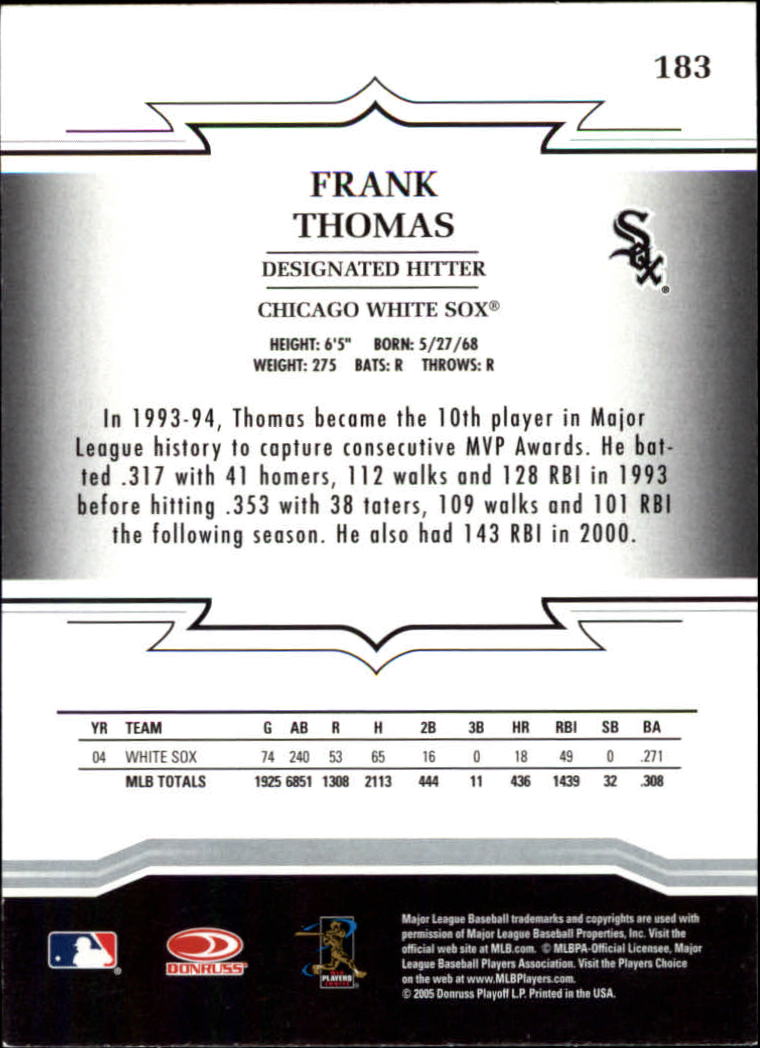 183
FRANK
THOMAS
DESIGNATED HITTER
CHICAGO WHITE SOX®
Sox®
HEIGHT: 6'5" BORN: 5/27/68
WEIGHT: 275 BATS: R THROWS: R
In 1993-94, Thomas became the 10th player in Major
League history to capture consecutive MVP Awards. He bat-
ted .317 with 41 homers, 112 walks and 128 RBI in 1993
before hitting .353 with 38 taters, 109 walks and 101 RBI
the following season. He also had 143 RBI in 2000.
YR TEAM G AB R H 2B 3B HR RBI SB BA
04 WHITE SOX 74 240 53 65 16 0 18 49 0 .271
MLB TOTALS 1925 6851 1308 2113 444 11 436 1439 32 .308
Major League Baseball trademarks and copyrights are used with
permission of Major League Baseball Properties, Inc. Visit the
official web site at MLB.com. © MLBPA-Official Licensee, Major
League Baseball Players Association. Visit the Players Choice
on the web at www.MLBPlayers.com.
© 2005 Donruss Playoff L.P. Printed in the USA.
DONRUSS®
PLAYERS
CHOICE